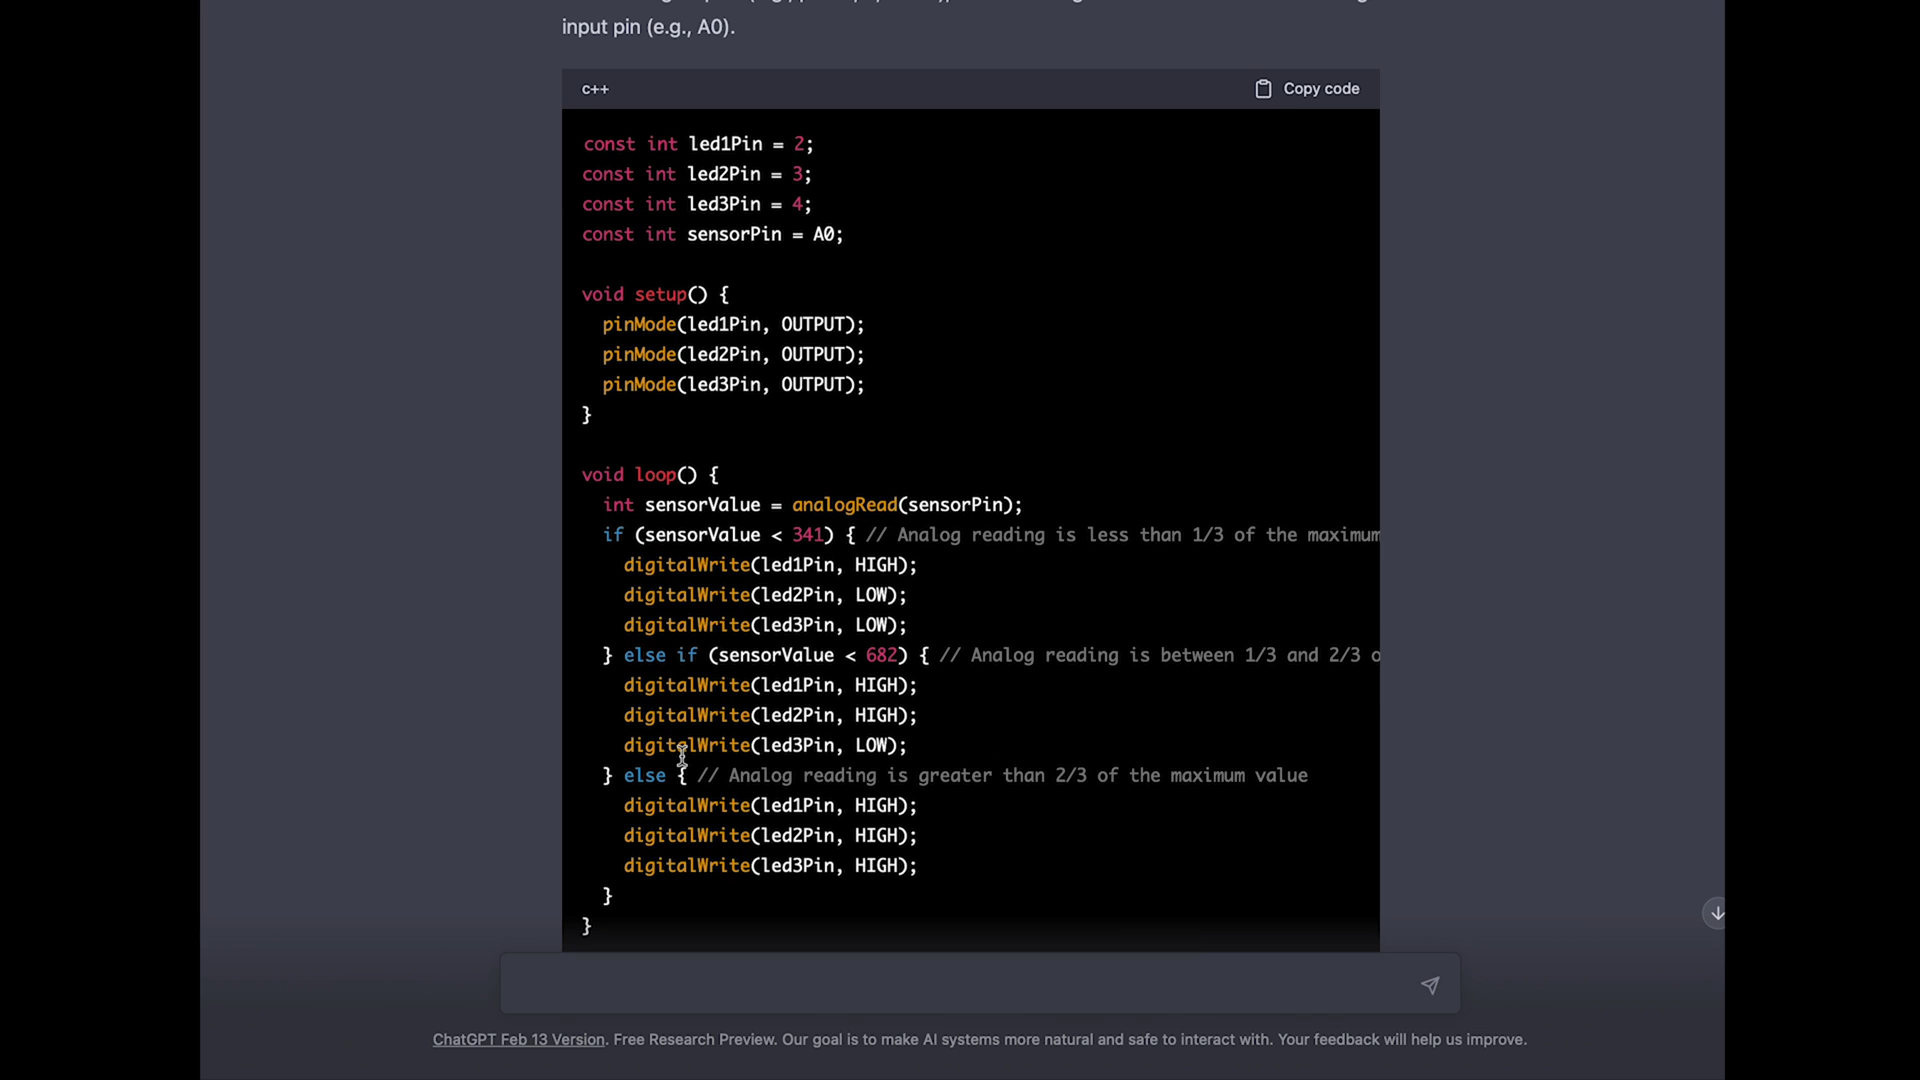 input pin (e.g., A0).
c++
Copy code
const int led1Pin = 2;
const int led2Pin = 3;
const int led3Pin = 4;
const int sensorPin = A0;
void setup() {
  pinMode(led1Pin, OUTPUT);
  pinMode(led2Pin, OUTPUT);
  pinMode(led3Pin, OUTPUT);
}
void loop() {
  int sensorValue = analogRead(sensorPin);
  if (sensorValue < 341) { // Analog reading is less than 1/3 of the maximum
    digitalWrite(led1Pin, HIGH);
    digitalWrite(led2Pin, LOW);
    digitalWrite(led3Pin, LOW);
  } else if (sensorValue < 682) { // Analog reading is between 1/3 and 2/3
    digitalWrite(led1Pin, HIGH);
    digitalWrite(led2Pin, HIGH);
    digitalWrite(led3Pin, LOW);
  } else { // Analog reading is greater than 2/3 of the maximum value
    digitalWrite(led1Pin, HIGH);
    digitalWrite(led2Pin, HIGH);
    digitalWrite(led3Pin, HIGH);
  }
}
ChatGPT Feb 13 Version. Free Research Preview. Our goal is to make AI systems more natural and safe to interact with. Your feedback will help us improve.